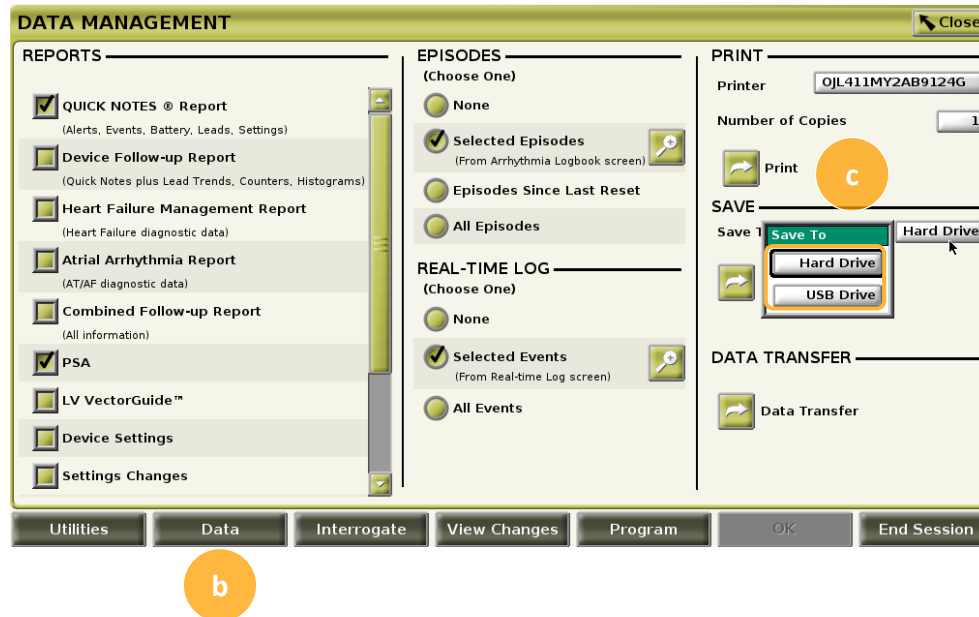 DATA MANAGEMENT
Close
REPORTS
QUICK NOTES ® Report
(Alerts, Events, Battery, Leads, Settings)
Device Follow-up Report
(Quick Notes plus Lead Trends, Counters, Histograms)
Heart Failure Management Report
(Heart Failure diagnostic data)
Atrial Arrhythmia Report
(AT/AF diagnostic data)
Combined Follow-up Report
(All information)
PSA
LV VectorGuide™
Device Settings
Settings Changes
EPISODES
(Choose One)
None
Selected Episodes
(From Arrhythmia Logbook screen)
Episodes Since Last Reset
All Episodes
REAL-TIME LOG
(Choose One)
None
Selected Events
(From Real-time Log screen)
All Events
PRINT
Printer OJL411MY2AB9124G
Number of Copies 1
Print
c
SAVE
Save Hard Drive
Save To
Hard Drive
USB Drive
DATA TRANSFER
Data Transfer
Utilities Data Interrogate View Changes Program OK End Session
b